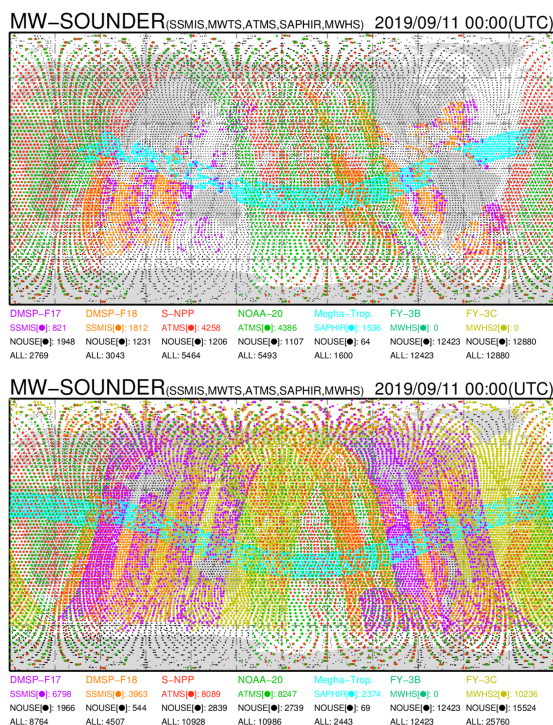 MW-SOUNDER(SSMIS,MWTS,ATMS,SAPHIR,MWHS) 2019/09/11 00:00(UTC)
DMSP-F17 DMSP-F18 S-NPP NOAA-20 Megha-Trop. FY-3B FY-3C
SSMIS[●]: 821 SSMIS[●]: 1812 ATMS[●]: 4258 ATMS[●]: 4386 SAPHIR[●]: 1536 MWHS[●]: 0 MWHS2[●]: 0
NOUSE[●]: 1948 NOUSE[●]: 1231 NOUSE[●]: 1206 NOUSE[●]: 1107 NOUSE[●]: 64 NOUSE[●]: 12423 NOUSE[●]: 12880
ALL: 2769 ALL: 3043 ALL: 5464 ALL: 5493 ALL: 1600 ALL: 12423 ALL: 12880
MW-SOUNDER(SSMIS,MWTS,ATMS,SAPHIR,MWHS) 2019/09/11 00:00(UTC)
DMSP-F17 DMSP-F18 S-NPP NOAA-20 Megha-Trop. FY-3B FY-3C
SSMIS[●]: 6798 SSMIS[●]: 3963 ATMS[●]: 8089 ATMS[●]: 8247 SAPHIR[●]: 2374 MWHS[●]: 0 MWHS2[●]: 10236
NOUSE[●]: 1966 NOUSE[●]: 544 NOUSE[●]: 2839 NOUSE[●]: 2739 NOUSE[●]: 69 NOUSE[●]: 12423 NOUSE[●]: 15524
ALL: 8764 ALL: 4507 ALL: 10928 ALL: 10986 ALL: 2443 ALL: 12423 ALL: 25760